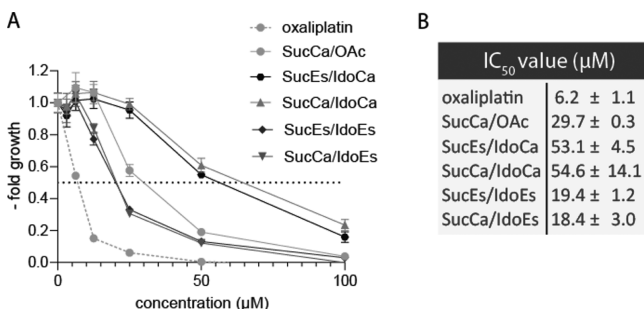 A
oxaliplatin
SucCa/OAc
SucEs/IdoCa
SucCa/IdoCa
SucEs/IdoEs
SucCa/IdoEs
- fold growth
1.2
1.0
0.8
0.6
0.4
0.2
0.0
0 50 100
concentration (µM)
B
IC50 value (µM)
oxaliplatin 6.2 ± 1.1
SucCa/OAc 29.7 ± 0.3
SucEs/IdoCa 53.1 ± 4.5
SucCa/IdoCa 54.6 ± 14.1
SucEs/IdoEs 19.4 ± 1.2
SucCa/IdoEs 18.4 ± 3.0